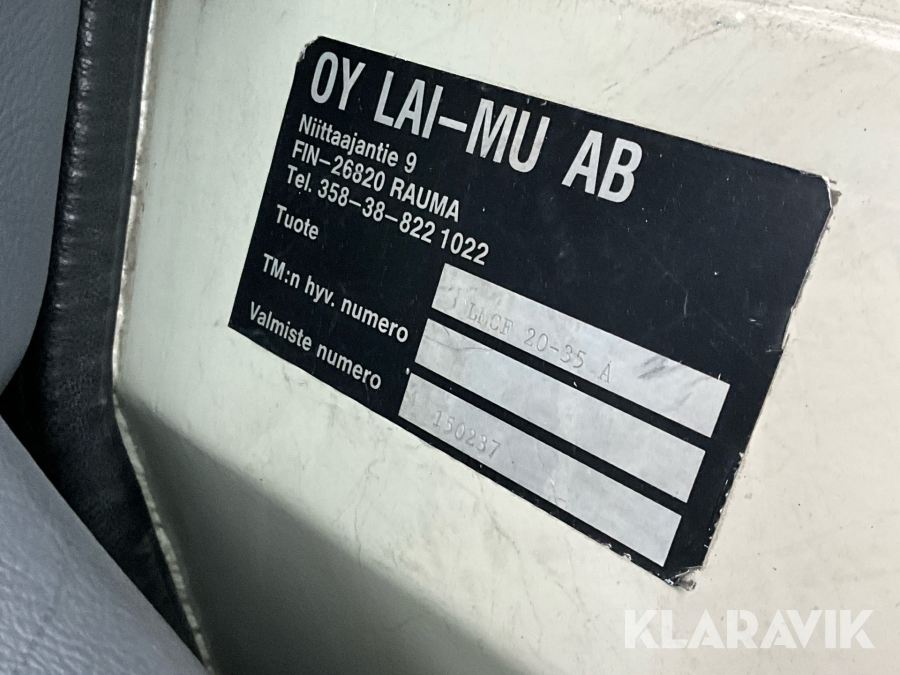 OY LAI-MU AB
Niittaajantie 9
FIN-26820 RAUMA
Tel. 358-38-822 1022
Tuote
LMCF 20-35 A
TM:n hyv. numero
Valmiste numero
150237
KLARAVIK